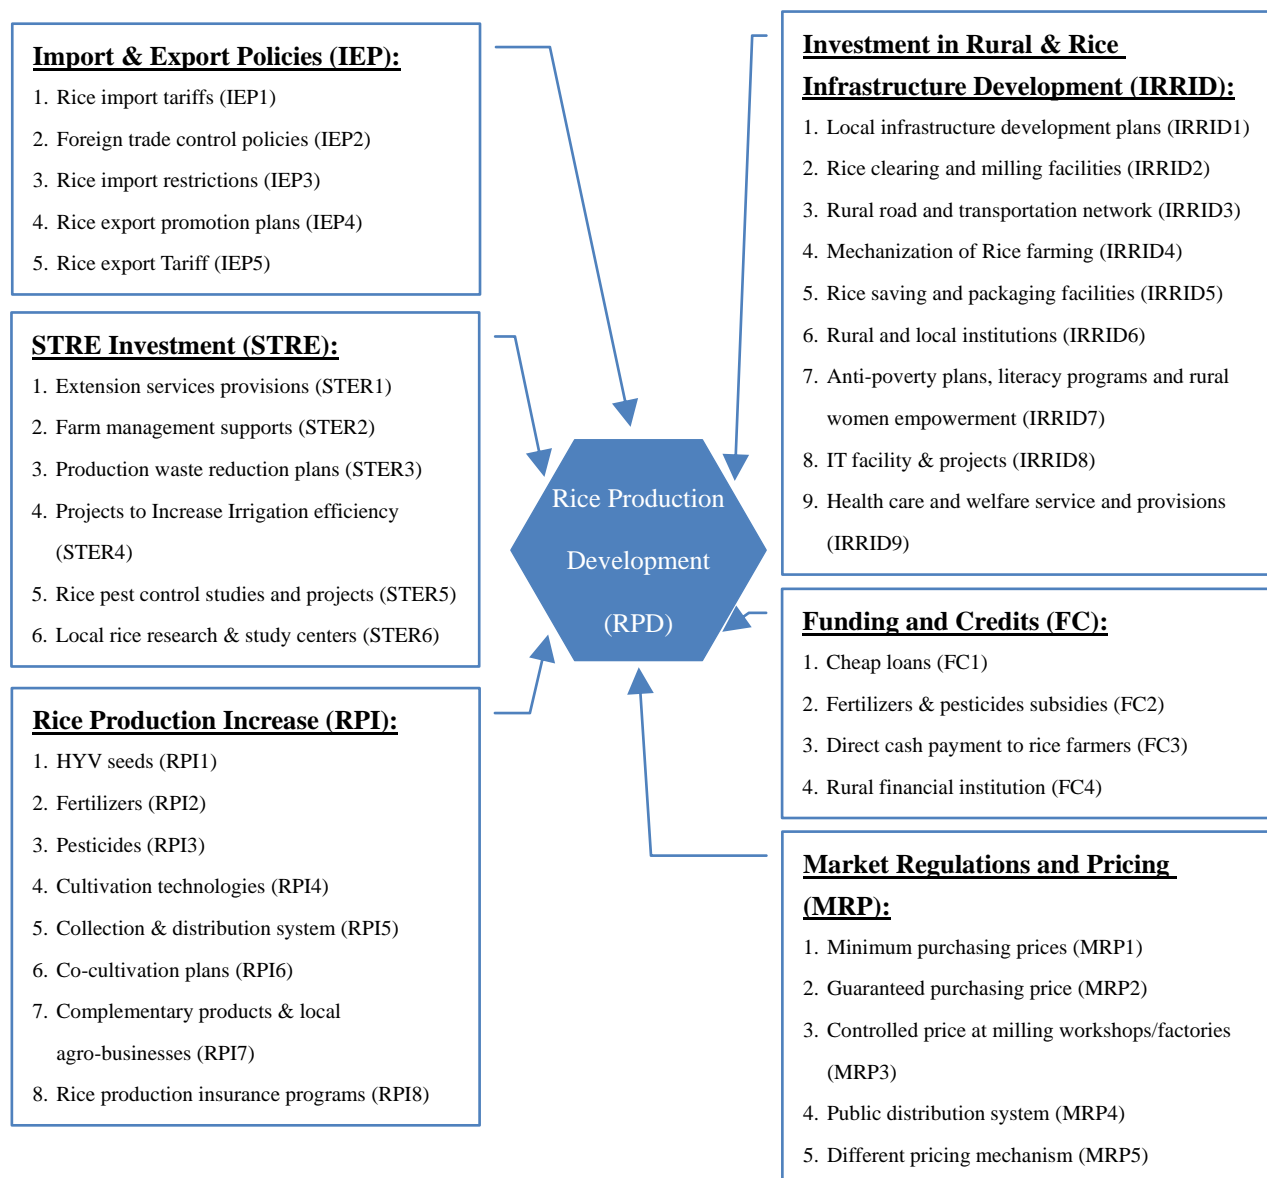 Import & Export Policies (IEP):
1. Rice import tariffs (IEP1)
2. Foreign trade control policies (IEP2)
3. Rice import restrictions (IEP3)
4. Rice export promotion plans (IEP4)
5. Rice export Tariff (IEP5)
STRE Investment (STRE):
1. Extension services provisions (STER1)
2. Farm management supports (STER2)
3. Production waste reduction plans (STER3)
4. Projects to Increase Irrigation efficiency
(STER4)
5. Rice pest control studies and projects (STER5)
6. Local rice research & study centers (STER6)
Rice Production Increase (RPI):
1. HYV seeds (RPI1)
2. Fertilizers (RPI2)
3. Pesticides (RPI3)
4. Cultivation technologies (RPI4)
5. Collection & distribution system (RPI5)
6. Co-cultivation plans (RPI6)
7. Complementary products & local
agro-businesses (RPI7)
8. Rice production insurance programs (RPI8)
Rice Production
Development
(RPD)
Investment in Rural & Rice
Infrastructure Development (IRRID):
1. Local infrastructure development plans (IRRID1)
2. Rice clearing and milling facilities (IRRID2)
3. Rural road and transportation network (IRRID3)
4. Mechanization of Rice farming (IRRID4)
5. Rice saving and packaging facilities (IRRID5)
6. Rural and local institutions (IRRID6)
7. Anti-poverty plans, literacy programs and rural
women empowerment (IRRID7)
8. IT facility & projects (IRRID8)
9. Health care and welfare service and provisions
(IRRID9)
Funding and Credits (FC):
1. Cheap loans (FC1)
2. Fertilizers & pesticides subsidies (FC2)
3. Direct cash payment to rice farmers (FC3)
4. Rural financial institution (FC4)
Market Regulations and Pricing
(MRP):
1. Minimum purchasing prices (MRP1)
2. Guaranteed purchasing price (MRP2)
3. Controlled price at milling workshops/factories
(MRP3)
4. Public distribution system (MRP4)
5. Different pricing mechanism (MRP5)